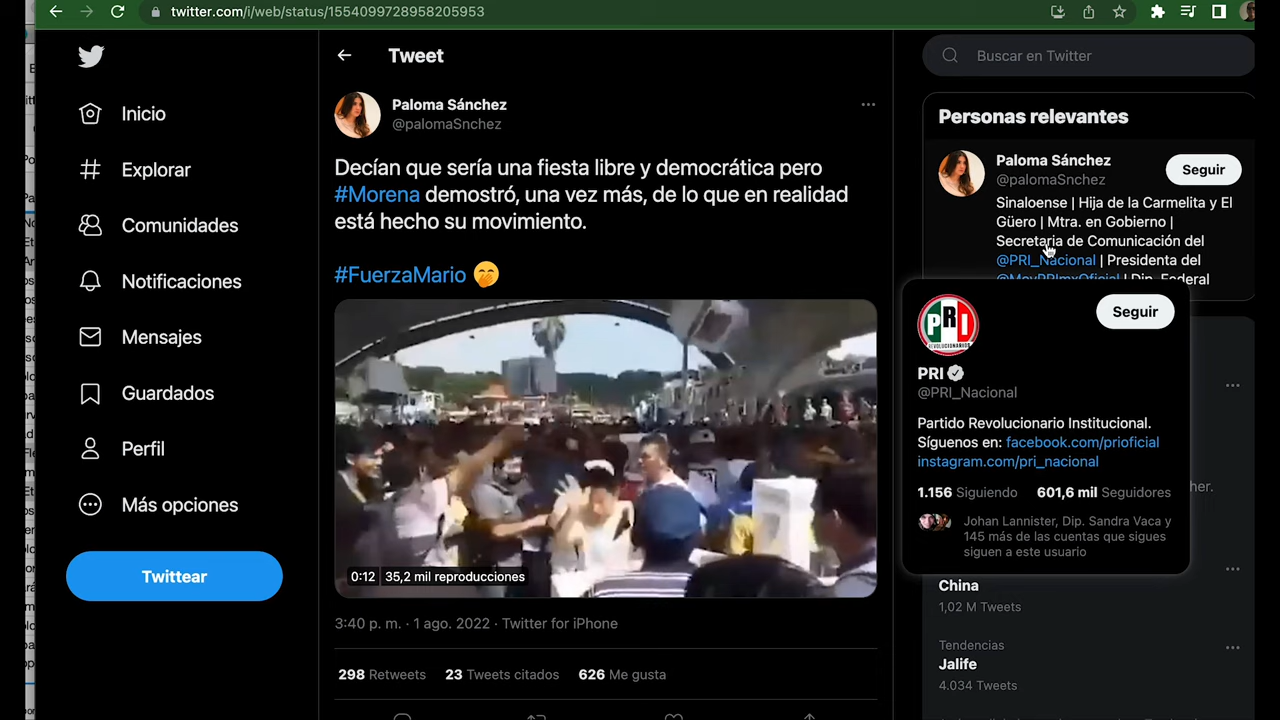 twitter.com/i/web/status/1554099728958205953
Inicio
Explorar
Comunidades
Notificaciones
Mensajes
Guardados
Perfil
Más opciones
Twittear
Tweet
Paloma Sánchez
@palomaSnchez
Decían que sería una fiesta libre y democrática pero
#Morena demostró, una vez más, de lo que en realidad
está hecho su movimiento.
#FuerzaMario
0:12 35,2 mil reproducciones
3:40 p. m. · 1 ago. 2022 · Twitter for iPhone
298 Retweets 23 Tweets citados 626 Me gusta
Buscar en Twitter
Personas relevantes
Paloma Sánchez
@palomaSnchez
Seguir
Sinaloense | Hija de la Carmelita y El
Güero | Mtra. en Gobierno |
Secretaria de Comunicación del
@PRI_Nacional | Presidenta del
@MovPRImxOficial | Dip. Federal
PRI
REVOLUCIONARIOS
Seguir
PRI
@PRI_Nacional
Partido Revolucionario Institucional.
Síguenos en: facebook.com/prioficial
instagram.com/pri_nacional
1.156 Siguiendo 601,6 mil Seguidores
Johan Lannister, Dip. Sandra Vaca y
145 más de las cuentas que sigues
siguen a este usuario
her.
China
1,02 M Tweets
Tendencias
Jalife
4.034 Tweets